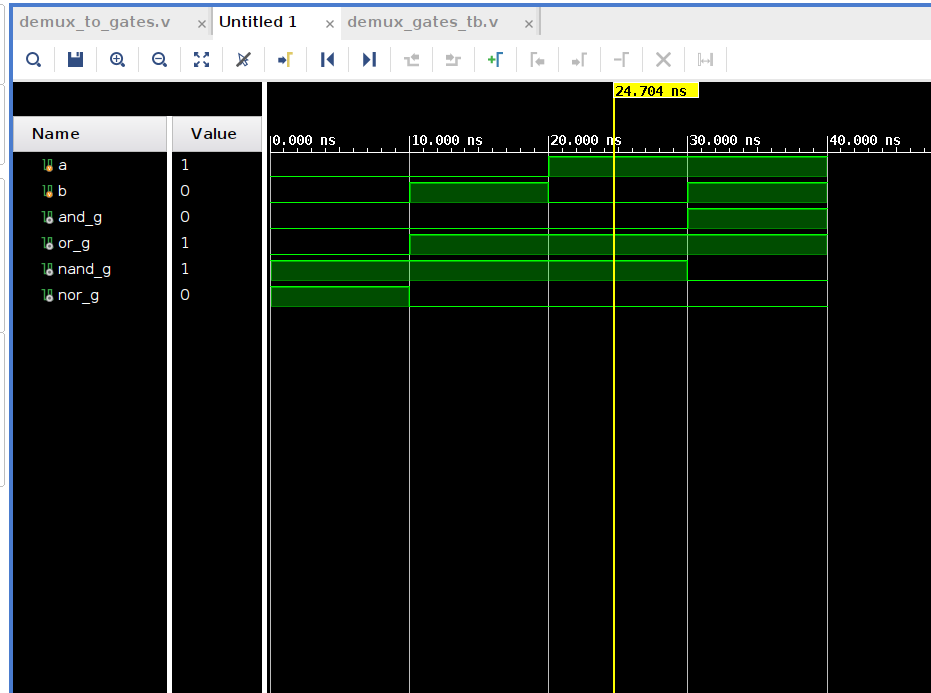 demux_to_gates.v × Untitled 1 × demux_gates_tb.v ×
24.704 ns
Name Value 0.000 ns 10.000 ns 20.000 ns 30.000 ns 40.000 ns
a 1
b 0
and_g 0
or_g 1
nand_g 1
nor_g 0